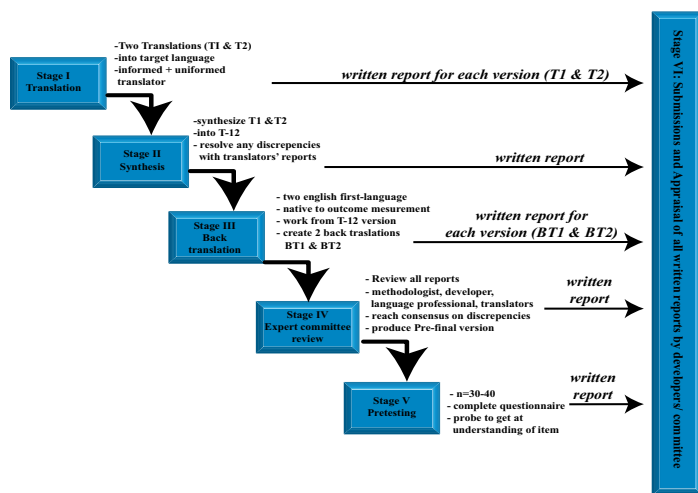 Stage I
Translation
-Two Translations (TI & T2)
-into target language
-informed + uniformed
translator
written report for each version (T1 & T2)
Stage II
Synthesis
-synthesize T1 &T2
-into T-12
- resolve any discrepencies
with translators' reports
written report
Stage III
Back
translation
- two english first-language
- native to outcome mesurement
- work from T-12 version
- create 2 back traslations
BT1 & BT2
written report for
each version (BT1 & BT2)
Stage IV
Expert committee
review
- Review all reports
- methodologist, developer,
language professional, translators
- reach consensus on discrepencies
- produce Pre-final version
written
report
Stage V
Pretesting
- n=30-40
- complete questionnaire
- probe to get at
understanding of item
written
report
Stage VI: Submissions and Appraisal of all written reports by developers/ committee